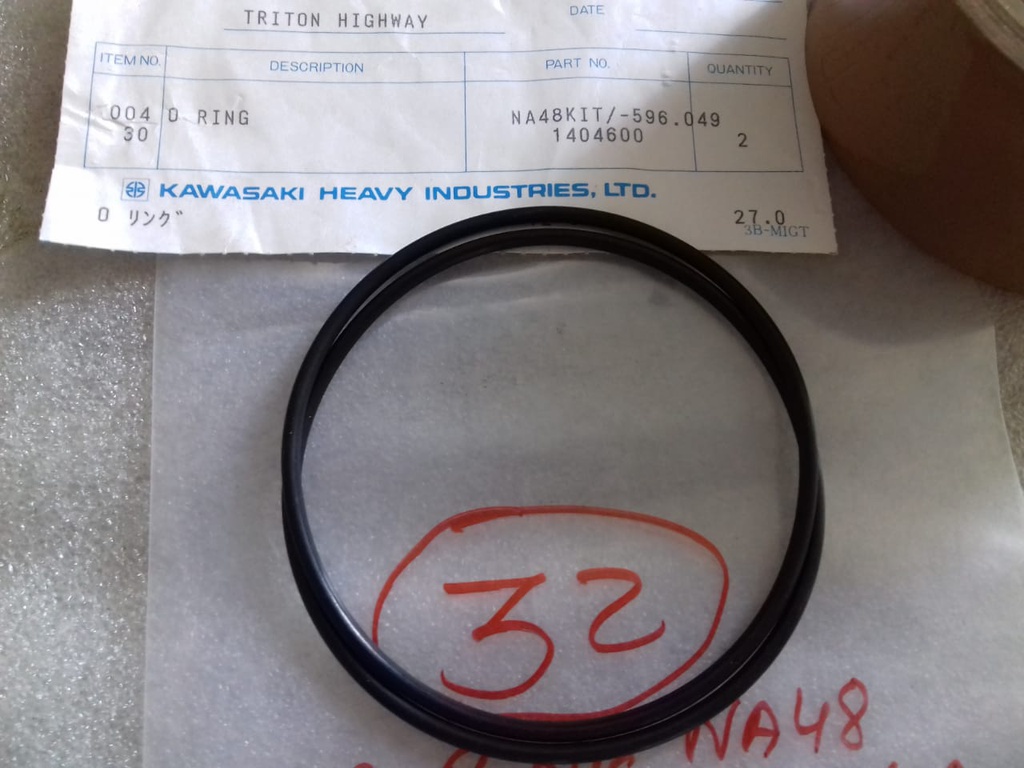 TRITON HIGHWAY
DATE
ITEM NO. DESCRIPTION PART NO. QUANTITY
004 O RING NA48KIT/-596.049
30 1404600 2
KAWASAKI HEAVY INDUSTRIES, LTD.
O リング 27.0
3B-MIGT
32
NA48